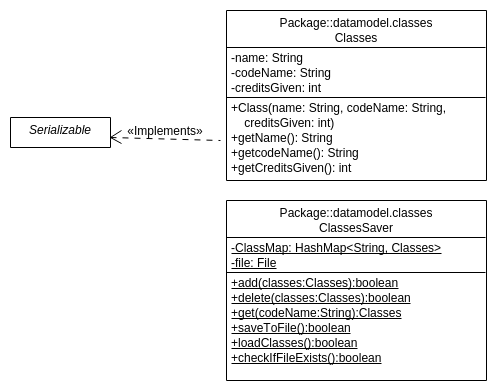 Package::datamodel.classes
Classes
-name: String
-codeName: String
-creditsGiven: int
+Class(name: String, codeName: String,
creditsGiven: int)
+getName(): String
+getcodeName(): String
+getCreditsGiven(): int
Serializable
«Implements»
Package::datamodel.classes
ClassesSaver
-ClassMap: HashMap<String, Classes>
-file: File
+add(classes:Classes):boolean
+delete(classes:Classes):boolean
+get(codeName:String):Classes
+saveToFile():boolean
+loadClasses():boolean
+checkIfFileExists():boolean